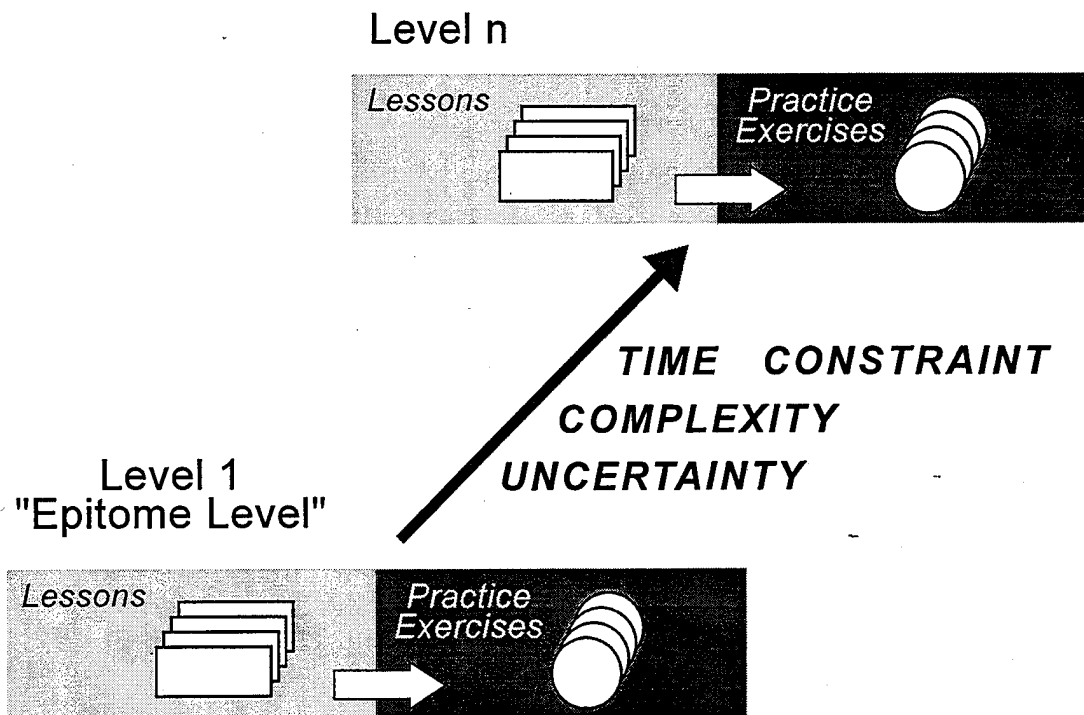 Level n
Lessons
Practice
Exercises
TIME CONSTRAINT
COMPLEXITY
UNCERTAINTY
Level 1
"Epitome Level"
Lessons
Practice
Exercises